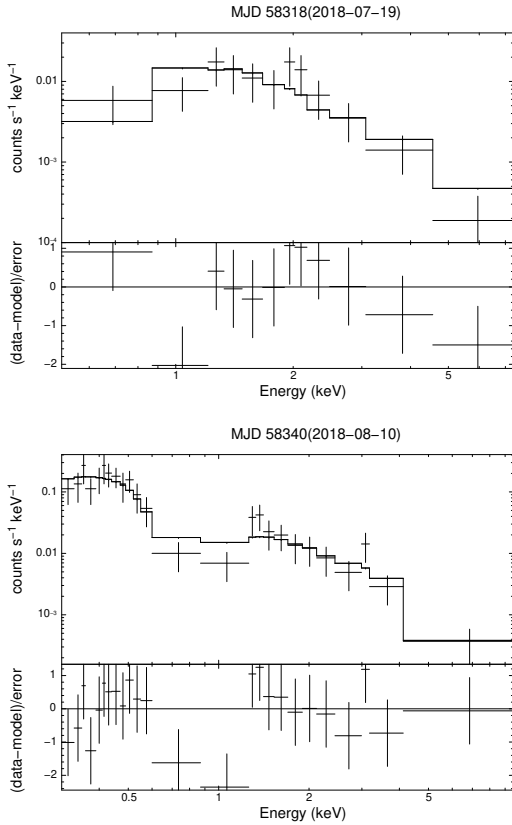 MJD 58318(2018−07−19)
counts s−1 keV−1
0.01
10−3
10−4
(data−model)/error
1
0
−1
−2
1
2
5
Energy (keV)
MJD 58340(2018−08−10)
counts s−1 keV−1
0.1
0.01
10−3
(data−model)/error
1
0
−1
−2
0.5
1
2
5
Energy (keV)